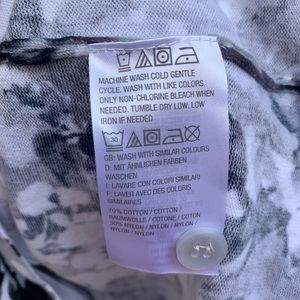 MACHINE WASH COLD GENTLE
CYCLE. WASH WITH LIKE COLORS.
ONLY NON-CHLORINE BLEACH WHEN
NEEDED. TUMBLE DRY LOW. LOW
IRON IF NEEDED
30
GB: WASH WITH SIMILAR COLOURS
D: MIT ÄHNLICHEN FARBEN
WASCHEN
I: LAVARE CON COLORI SIMILARI
F: LAVER AVEC DES COLORIS
SIMILAIRES
70% COTTON / COTTON /
BAUMWOLLE / COTONE / COTON
30% NYLON / NYLON / NYLON /
NYLON / NYLON